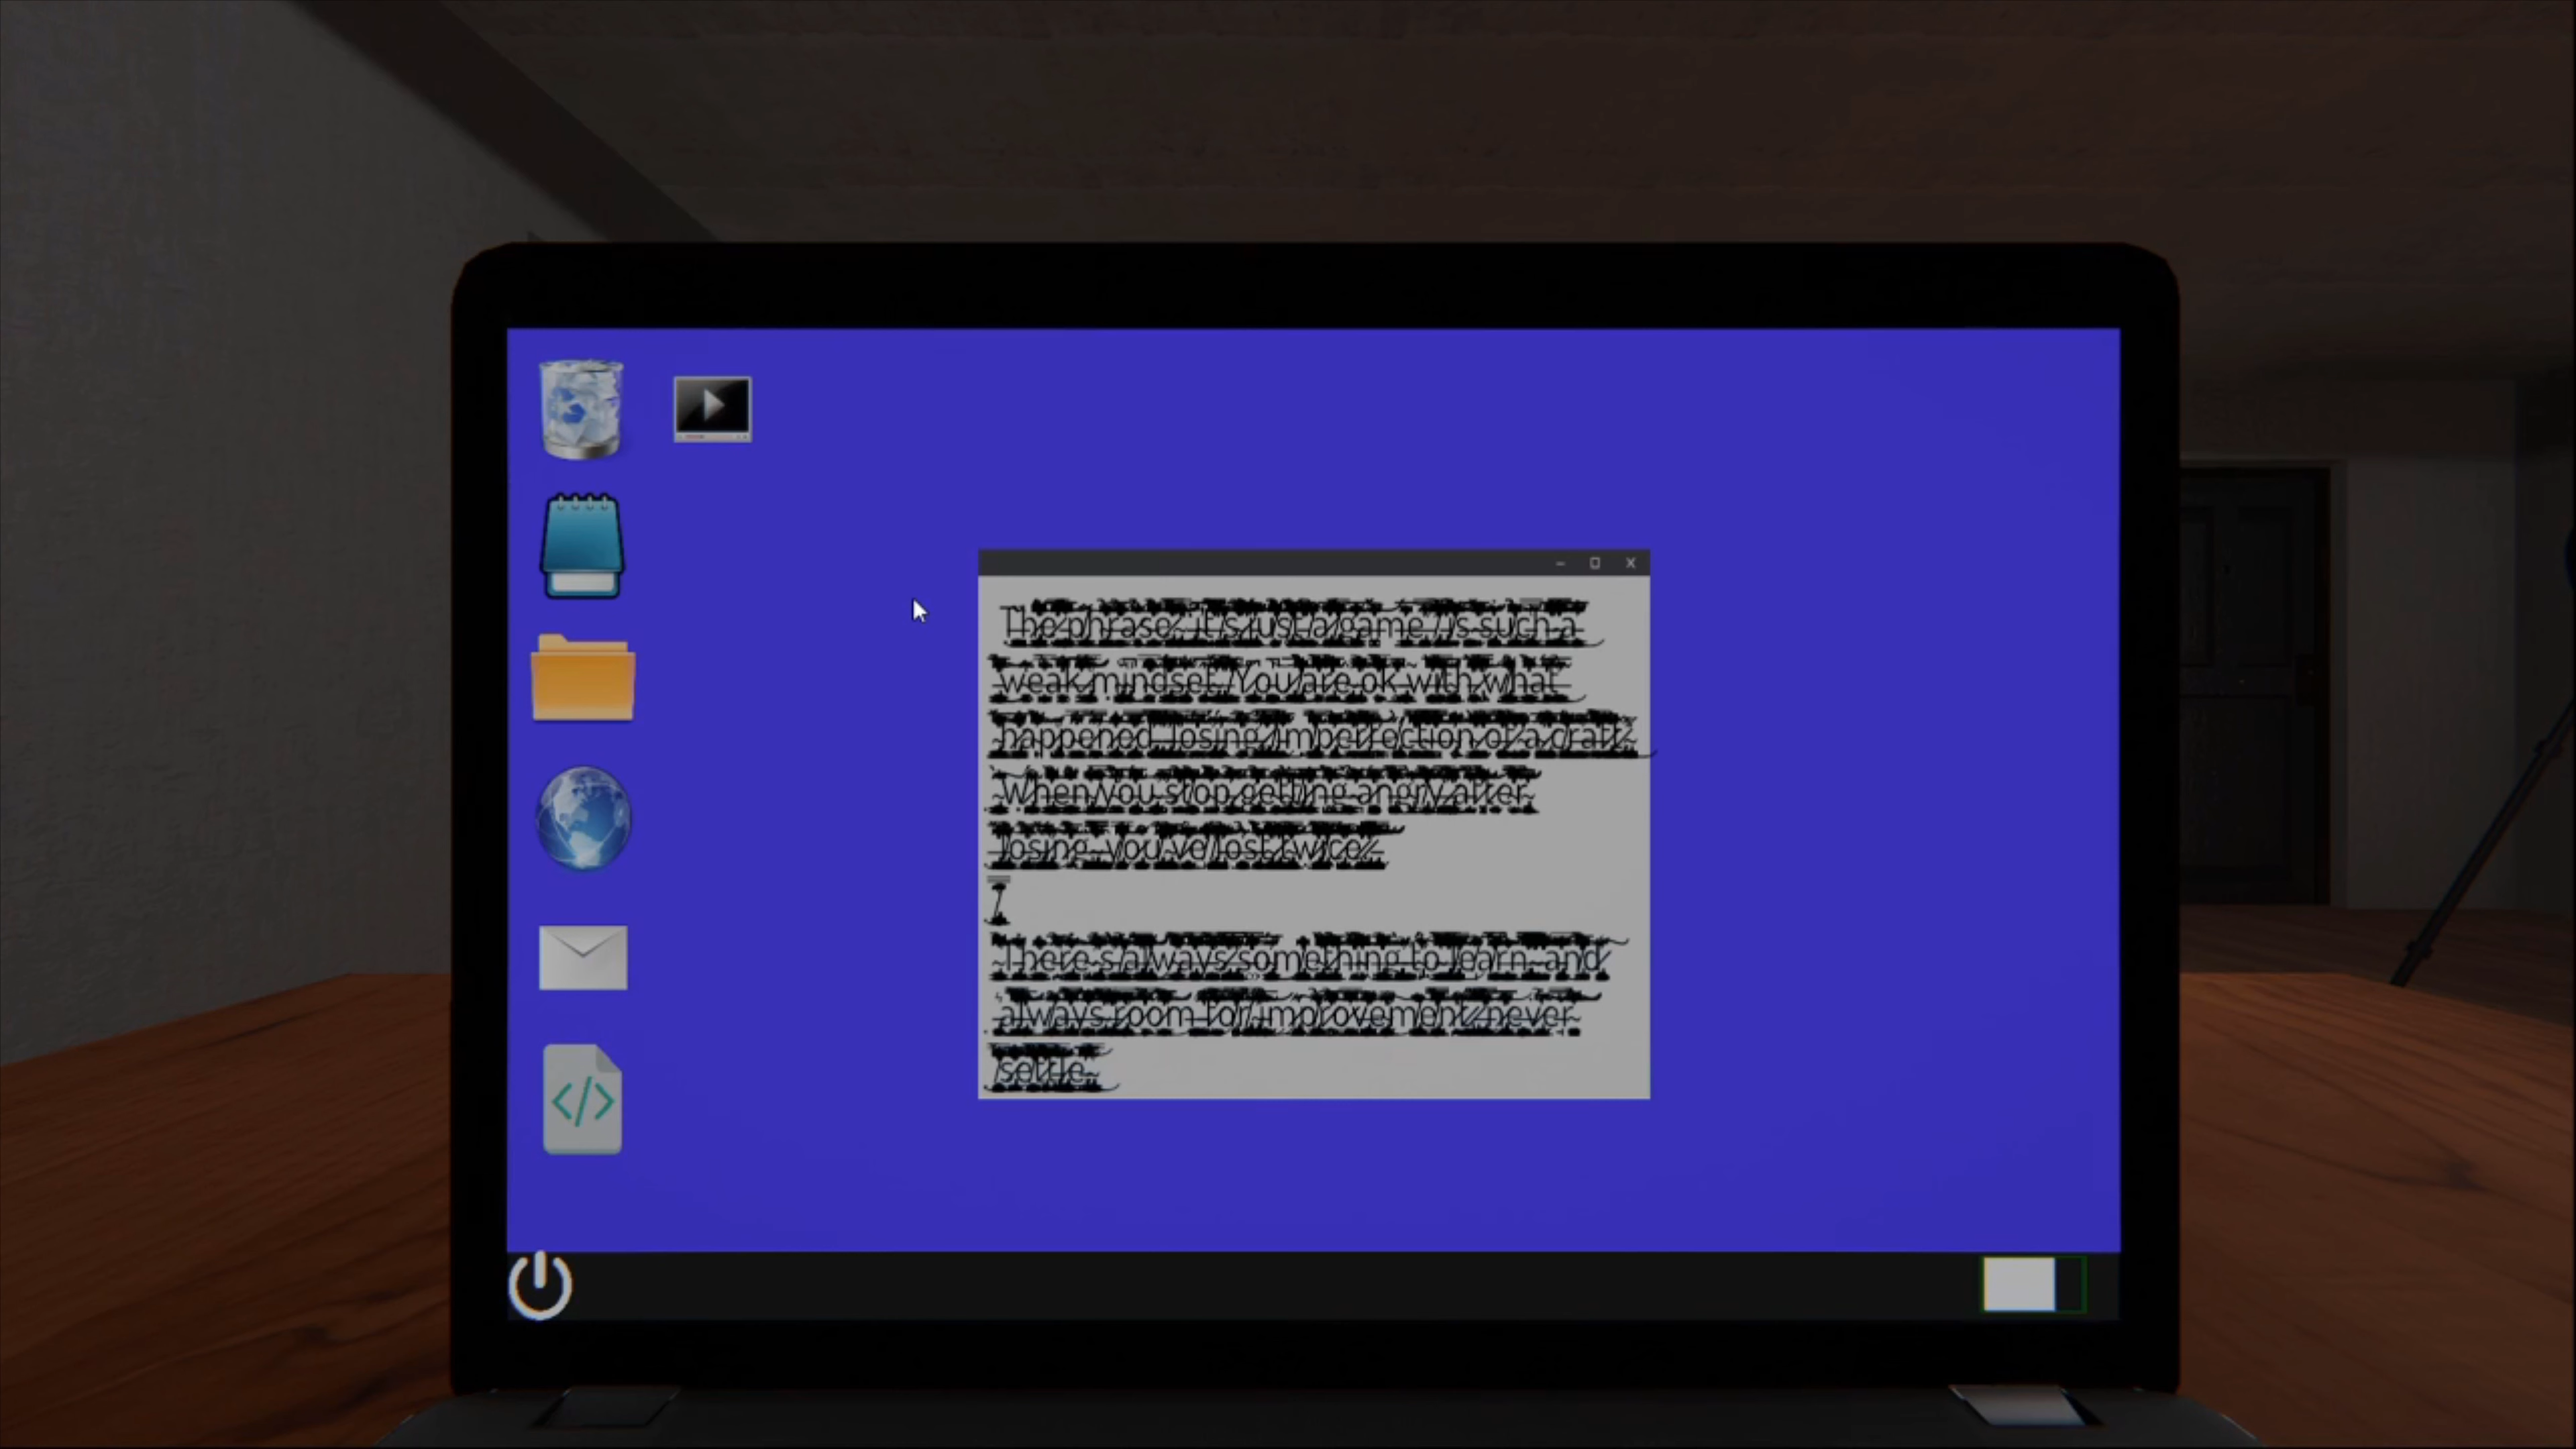 The phrase, it's just a game, is such a
weak mindset. You are ok with what
happened, losing, imperfection of a craft.
When you stop getting angry after
losing, you've lost twice.
There's always something to learn, and
always room for improvement, never
settle.